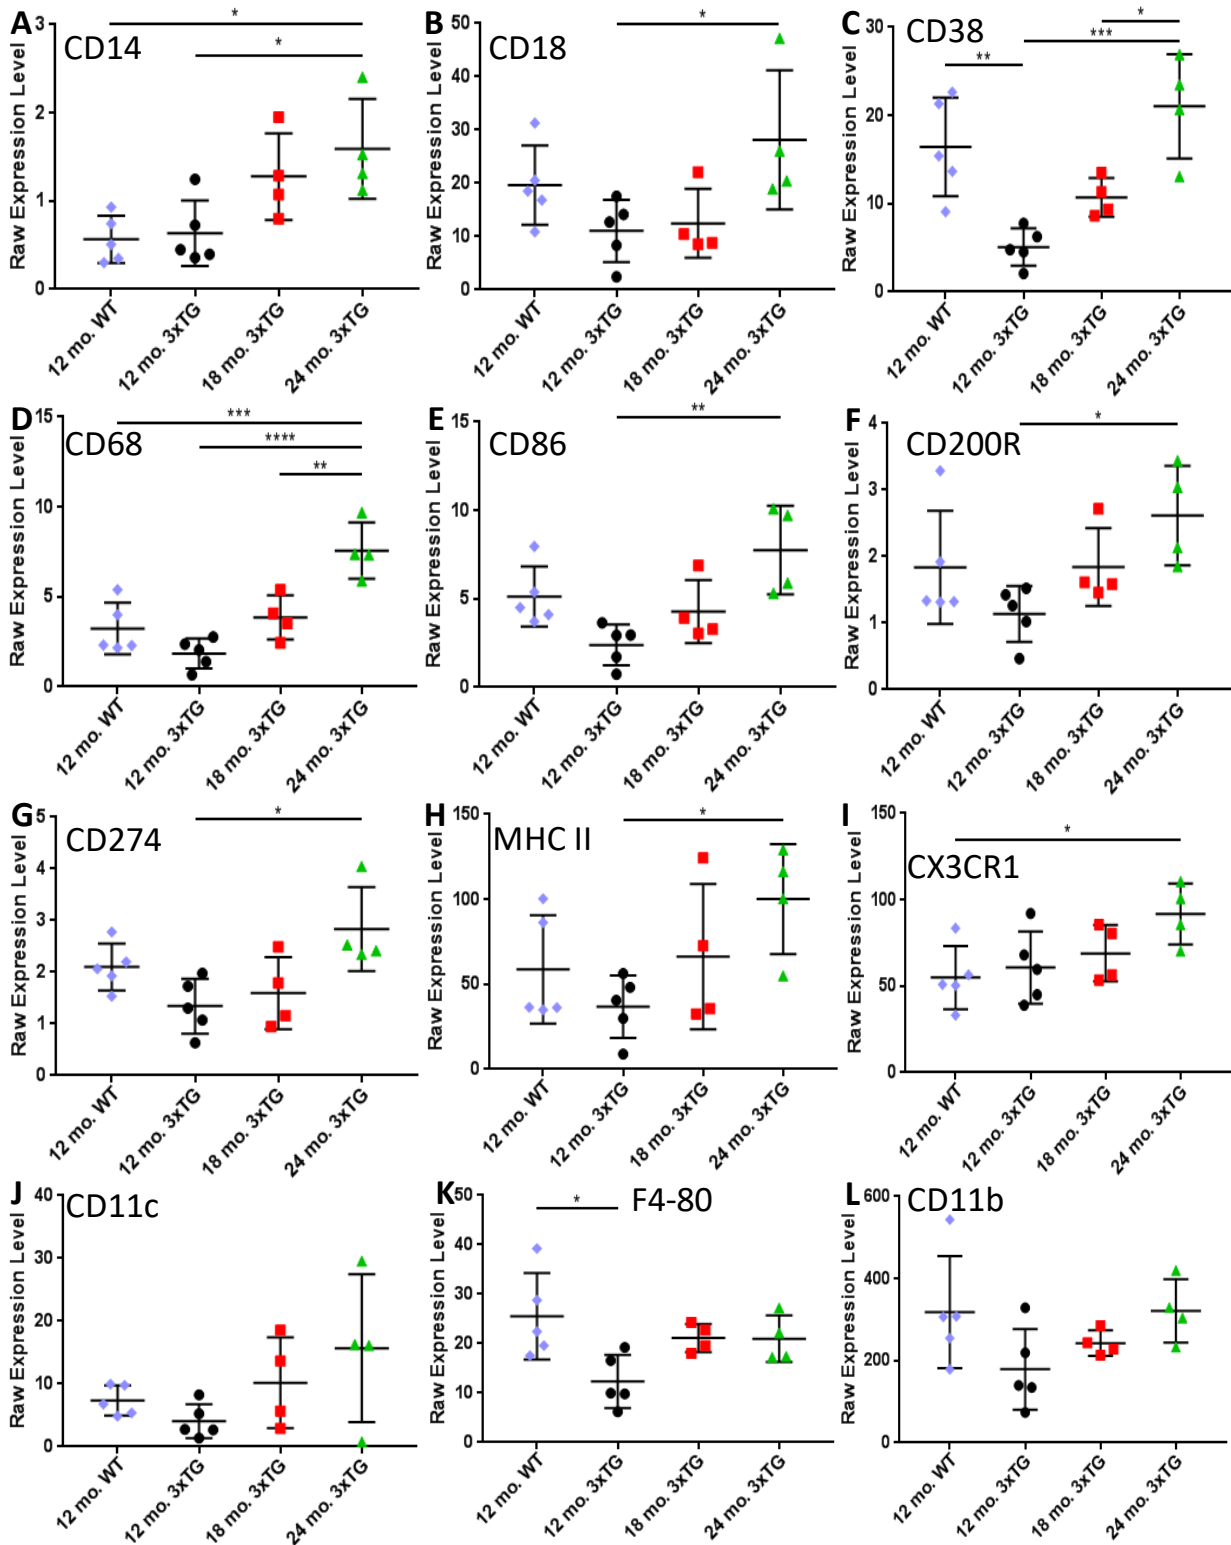 A
CD14
*
*
Raw Expression Level
3
2
1
0
12 mo. WT
12 mo. 3xTG
18 mo. 3xTG
24 mo. 3xTG
B
CD18
*
Raw Expression Level
50
40
30
20
10
0
12 mo. WT
12 mo. 3xTG
18 mo. 3xTG
24 mo. 3xTG
C
CD38
*
***
**
Raw Expression Level
30
20
10
0
12 mo. WT
12 mo. 3xTG
18 mo. 3xTG
24 mo. 3xTG
D
CD68
***
****
**
Raw Expression Level
15
10
5
0
12 mo. WT
12 mo. 3xTG
18 mo. 3xTG
24 mo. 3xTG
E
CD86
**
Raw Expression Level
15
10
5
0
12 mo. WT
12 mo. 3xTG
18 mo. 3xTG
24 mo. 3xTG
F
CD200R
*
Raw Expression Level
4
3
2
1
0
12 mo. WT
12 mo. 3xTG
18 mo. 3xTG
24 mo. 3xTG
G
CD274
*
Raw Expression Level
5
4
3
2
1
0
12 mo. WT
12 mo. 3xTG
18 mo. 3xTG
24 mo. 3xTG
H
MHC II
*
Raw Expression Level
150
100
50
0
12 mo. WT
12 mo. 3xTG
18 mo. 3xTG
24 mo. 3xTG
I
CX3CR1
*
Raw Expression Level
150
100
50
0
12 mo. WT
12 mo. 3xTG
18 mo. 3xTG
24 mo. 3xTG
J
CD11c
Raw Expression Level
40
30
20
10
0
12 mo. WT
12 mo. 3xTG
18 mo. 3xTG
24 mo. 3xTG
K
F4-80
*
Raw Expression Level
50
40
30
20
10
0
12 mo. WT
12 mo. 3xTG
18 mo. 3xTG
24 mo. 3xTG
L
CD11b
Raw Expression Level
600
400
200
0
12 mo. WT
12 mo. 3xTG
18 mo. 3xTG
24 mo. 3xTG